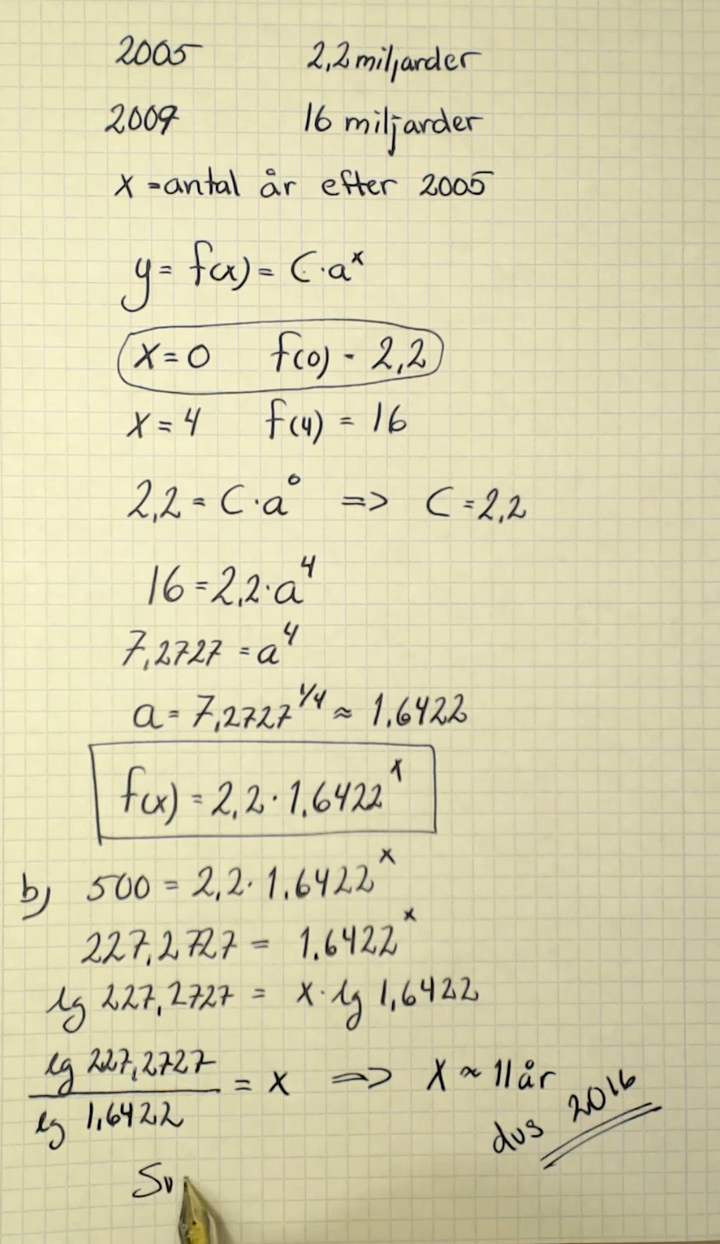 2005 2,2 miljarder
2009 16 miljarder
x = antal år efter 2005
y = f(x) = C·a^x
x = 0 f(0) = 2,2
x = 4 f(4) = 16
2,2 = C·a^0 => C = 2,2
16 = 2,2·a^4
7,2727 = a^4
a = 7,2727^1/4 ≈ 1,6422
f(x) = 2,2·1,6422^x
b) 500 = 2,2·1,6422^x
227,2727 = 1,6422^x
lg 227,2727 = x·lg 1,6422
lg 227,2727 / lg 1,6422 = x => x ≈ 11 år
dvs 2016
Sv